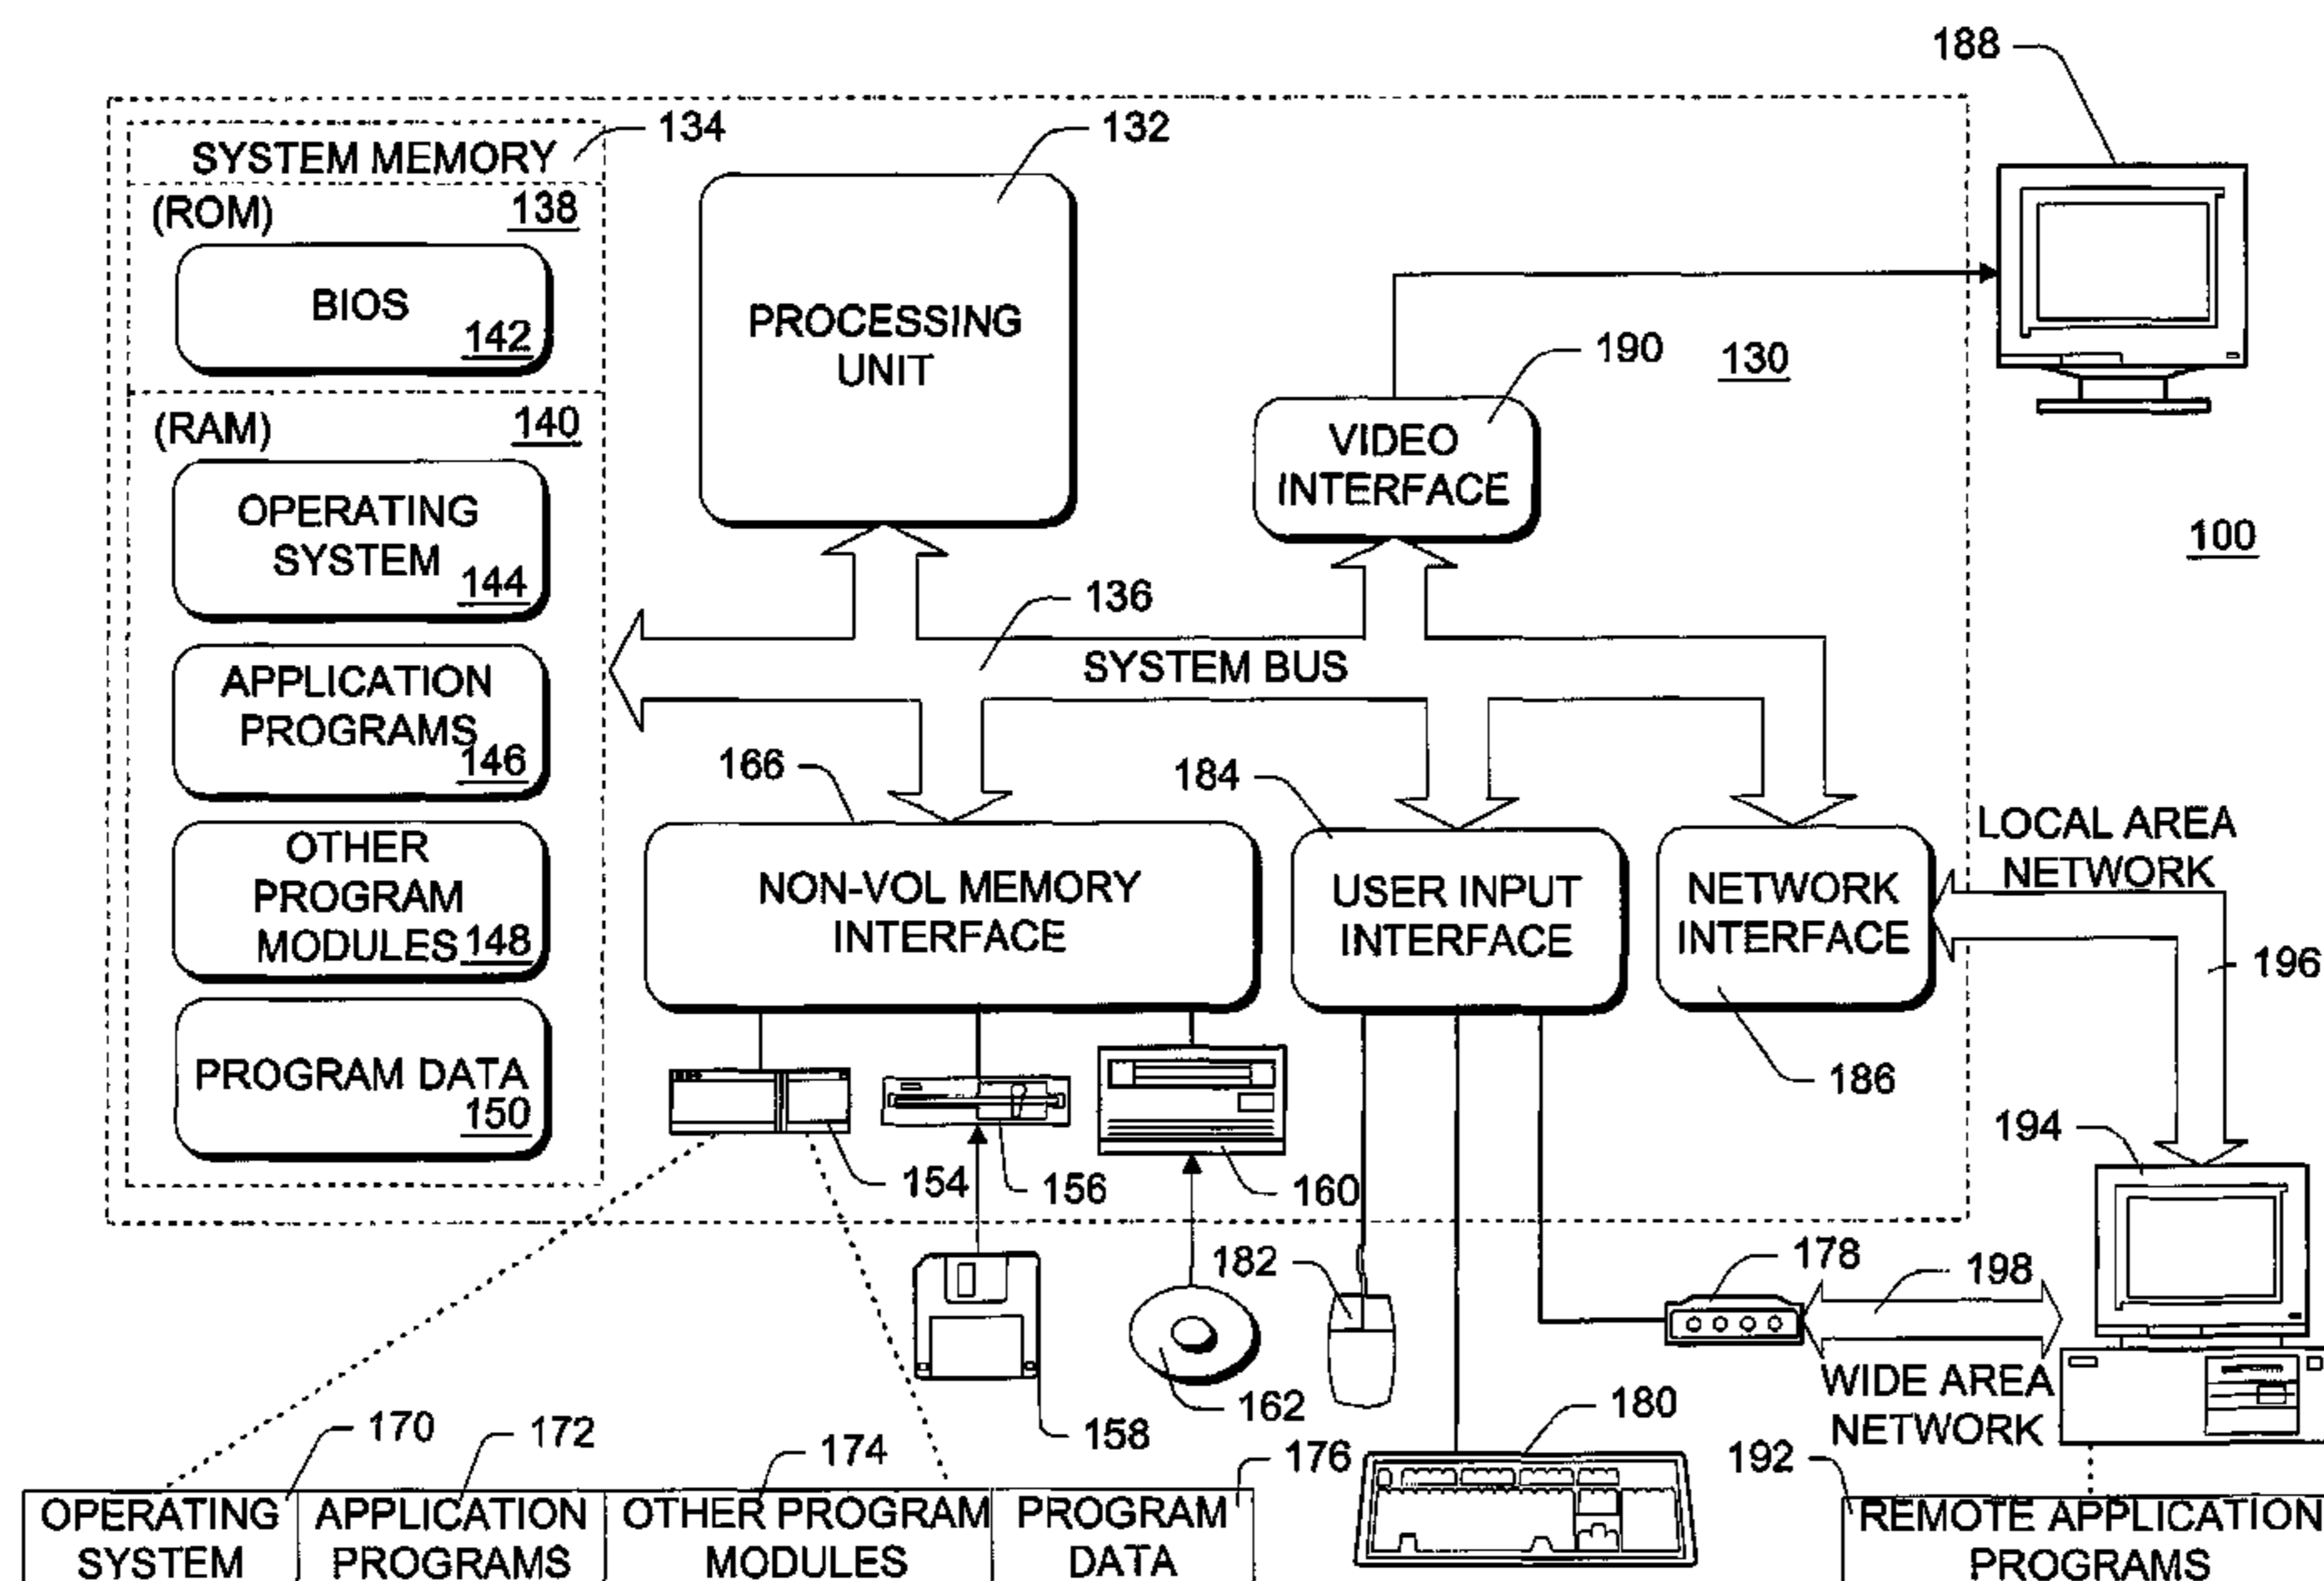 188
134
SYSTEM MEMORY
(ROM)
138
BIOS
142
(RAM)
140
OPERATING
SYSTEM
144
APPLICATION
PROGRAMS
146
OTHER
PROGRAM
MODULES 148
PROGRAM DATA
150
132
PROCESSING
UNIT
190
VIDEO
INTERFACE
130
100
136
SYSTEM BUS
166
NON-VOL MEMORY
INTERFACE
184
USER INPUT
INTERFACE
NETWORK
INTERFACE
186
LOCAL AREA
NETWORK
196
194
154
156
160
182
178
198
WIDE AREA
NETWORK
158
162
180
170
172
174
176
192
OPERATING
SYSTEM
APPLICATION
PROGRAMS
OTHER PROGRAM
MODULES
PROGRAM
DATA
REMOTE APPLICATION
PROGRAMS